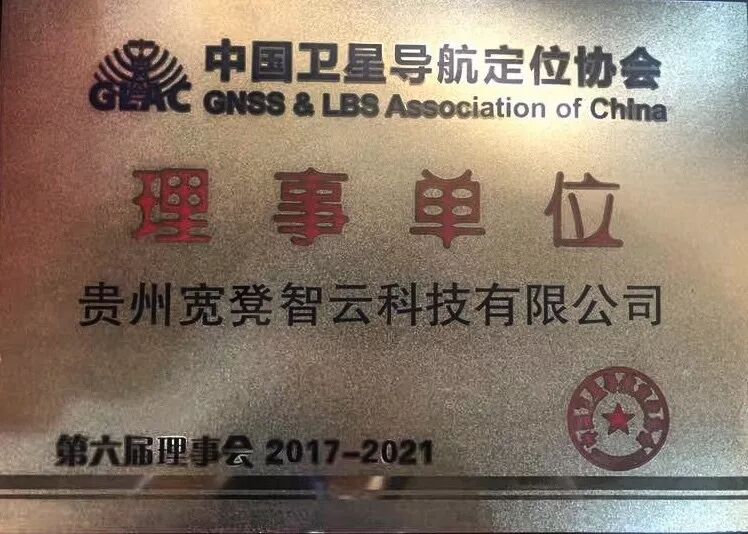 中国卫星导航定位协会
GLAC GNSS & LBS Association of China
理事单位
贵州宽凳智云科技有限公司
第六届理事会 2017-2021